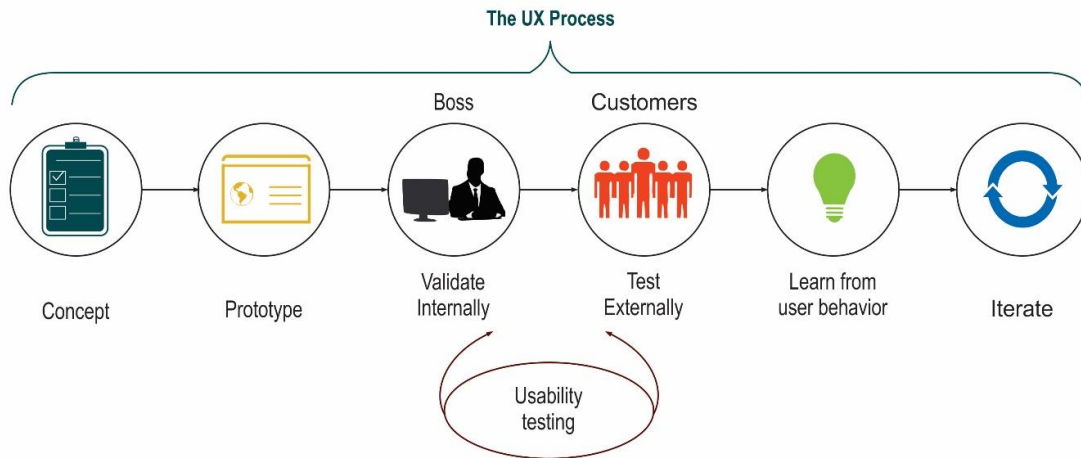 The UX Process
Boss
Customers
Concept
Prototype
Validate
Internally
Test
Externally
Learn from
user behavior
Iterate
Usability
testing